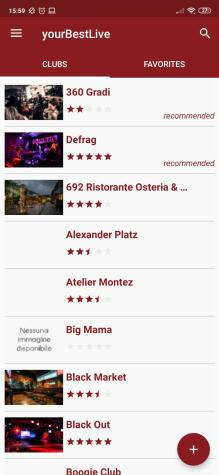 15:59
yourBestLive
CLUBS FAVORITES
360 Gradi
recommended
Defrag
recommended
692 Ristorante Osteria & ...
Alexander Platz
Atelier Montez
Nessuna
immagine
disponibile
Big Mama
Black Market
Black Out
Boogie Club